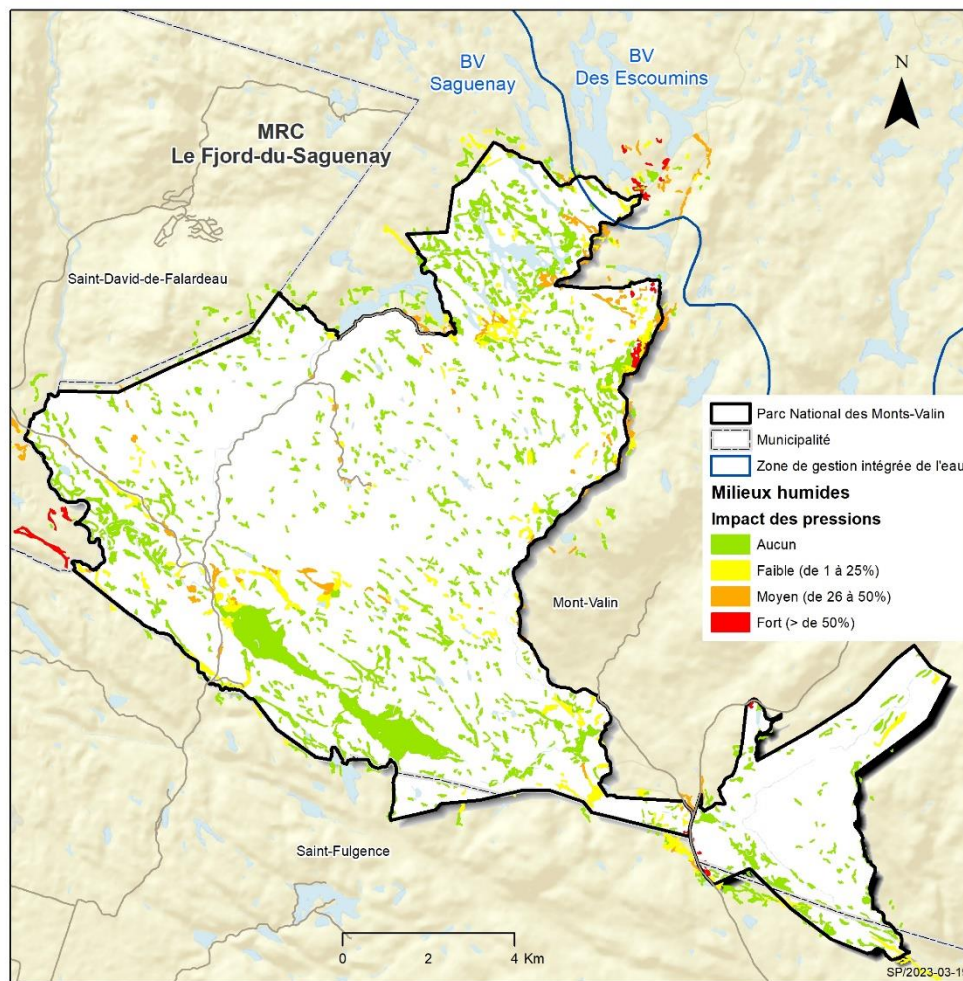 BV
Saguenay
BV
Des Escoumins
N
MRC
Le Fjord-du-Saguenay
Saint-David-de-Falardeau
Parc National des Monts-Valin
Municipalité
Zone de gestion intégrée de l'eau
Milieux humides
Impact des pressions
Aucun
Faible (de 1 à 25%)
Moyen (de 26 à 50%)
Fort (> de 50%)
Mont-Valin
Saint-Fulgence
0 2 4 Km